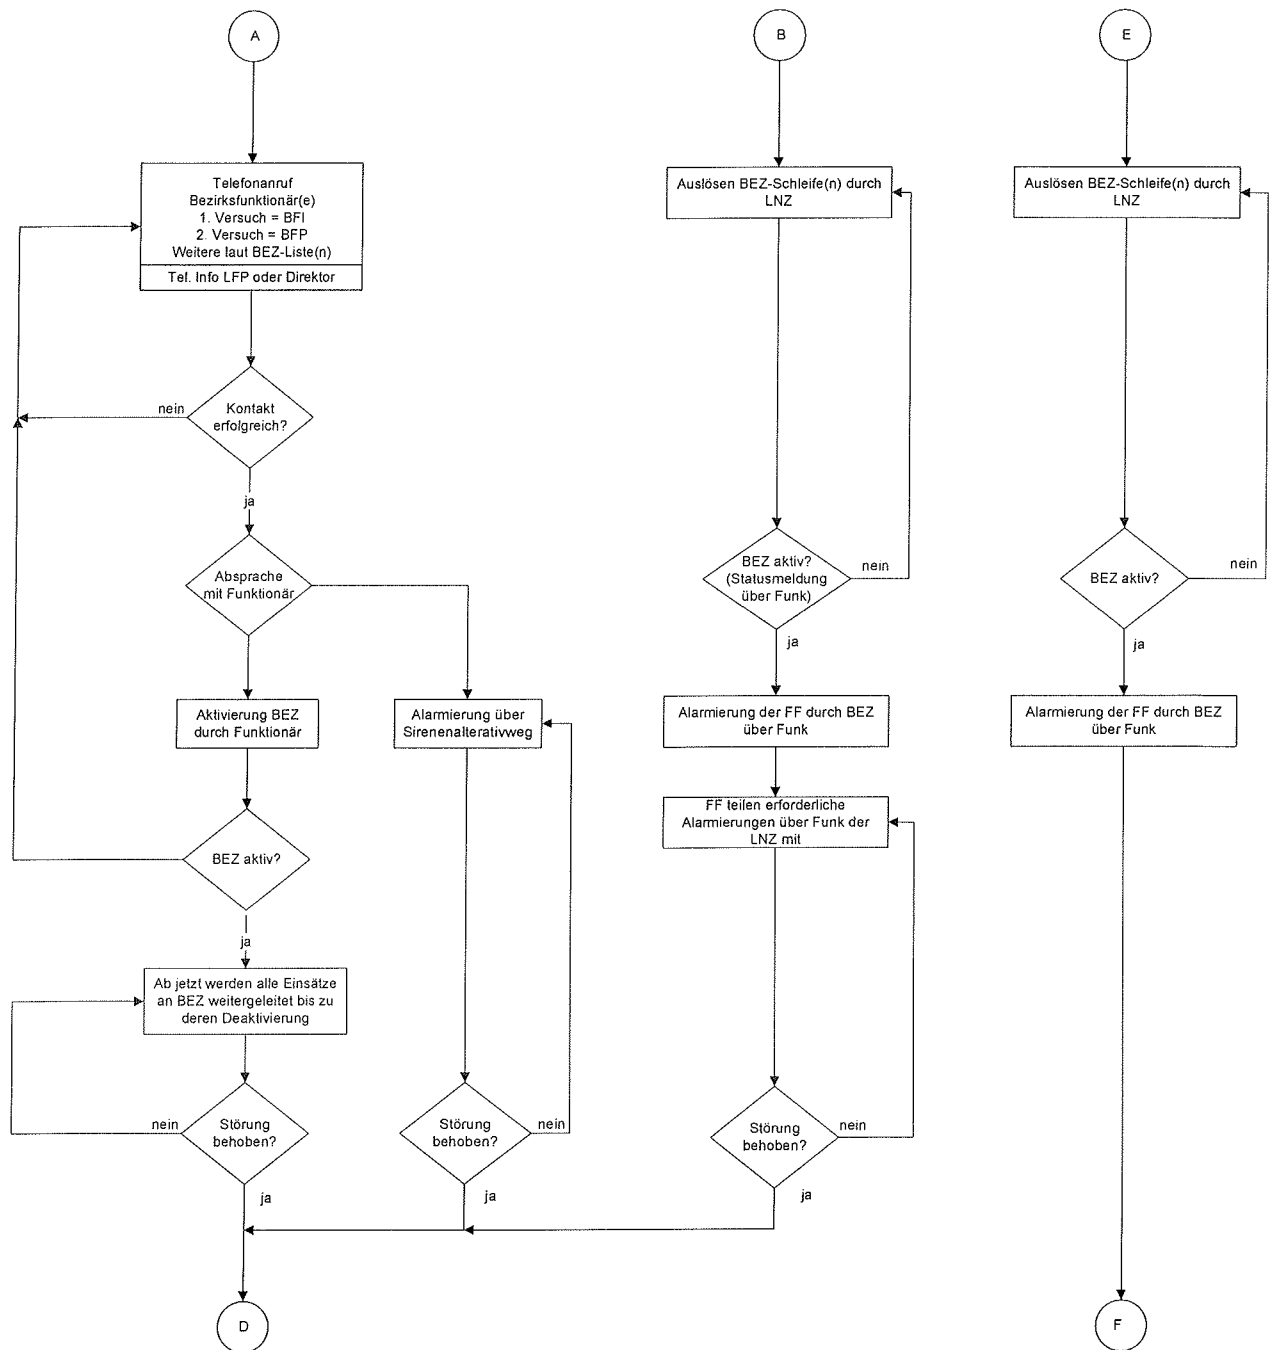 A
B
E
Telefonanruf
Bezirksfunktionär(e)
1. Versuch = BFI
2. Versuch = BFP
Weitere laut BEZ-Liste(n)
Tel. Info LFP oder Direktor
Auslösen BEZ-Schleife(n) durch
LNZ
Auslösen BEZ-Schleife(n) durch
LNZ
nein
Kontakt
erfolgreich?
ja
Absprache
mit Funktionär
BEZ aktiv?
(Statusmeldung
über Funk)
nein
ja
BEZ aktiv?
nein
ja
Aktivierung BEZ
durch Funktionär
Alarmierung über
Sirenenalterativweg
Alarmierung der FF durch BEZ
über Funk
Alarmierung der FF durch BEZ
über Funk
FF teilen erforderliche
Alarmierungen über Funk der
LNZ mit
BEZ aktiv?
ja
Ab jetzt werden alle Einsätze
an BEZ weitergeleitet bis zu
deren Deaktivierung
nein
Störung
behoben?
ja
Störung
behoben?
nein
ja
Störung
behoben?
nein
ja
D
F